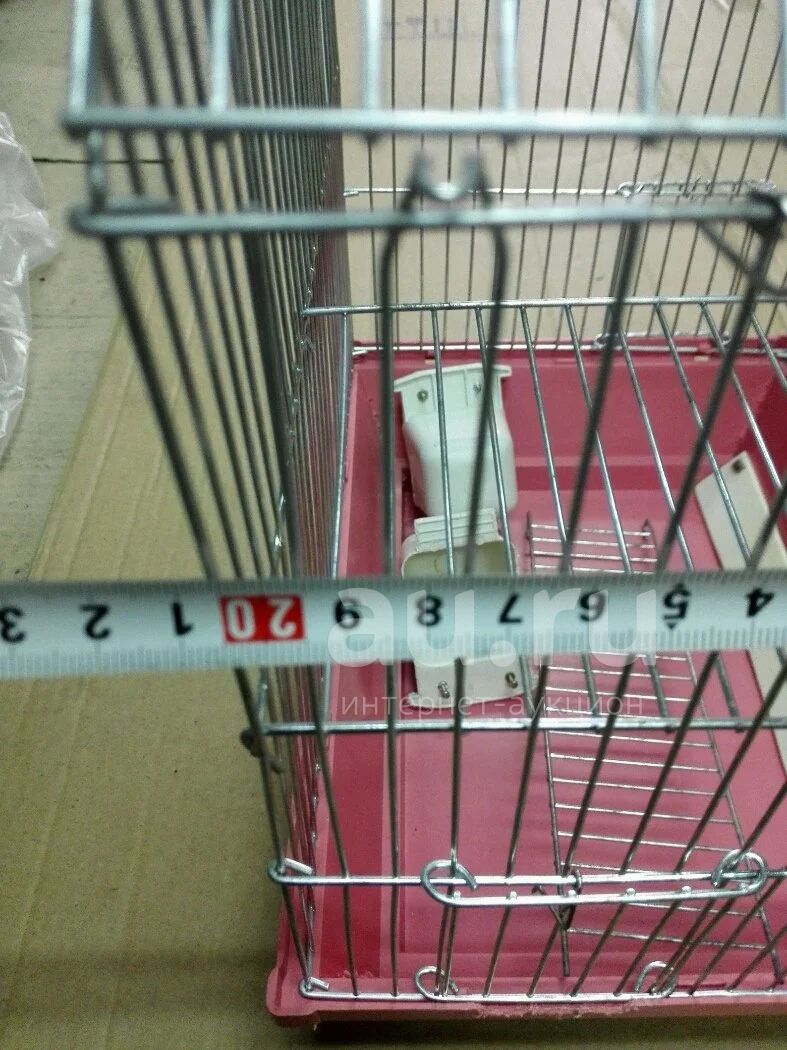 3 2 1 20 9 8 7 6 5 4
au.ru
интернет-аукцион